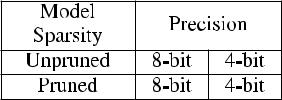 Model
Sparsity
Precision
Unpruned 8-bit 4-bit
Pruned 8-bit 4-bit